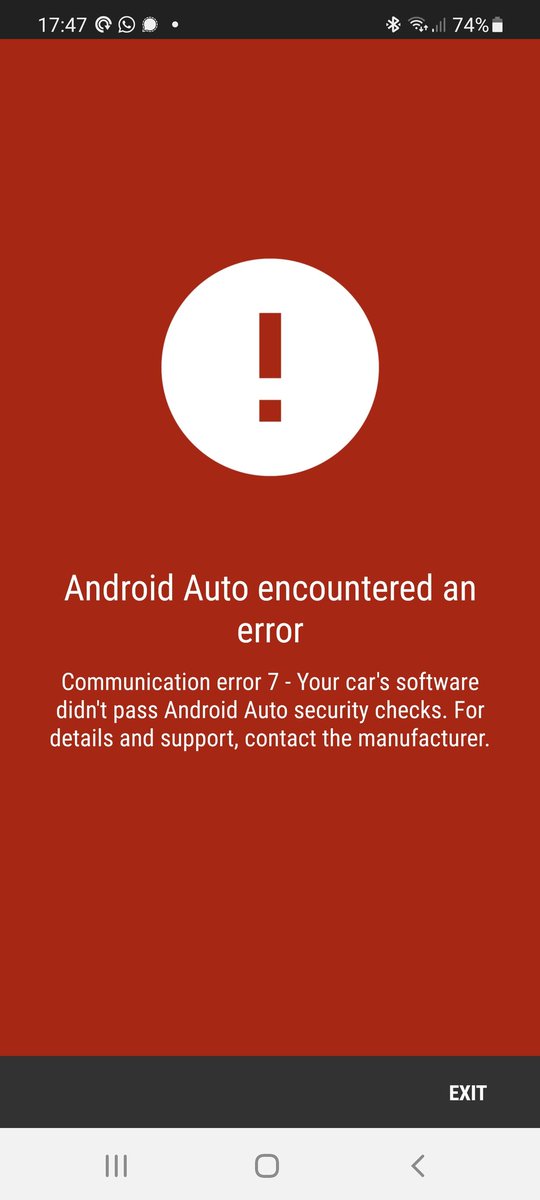 17:47 74%
Android Auto encountered an
error
Communication error 7 - Your car's software
didn't pass Android Auto security checks. For
details and support, contact the manufacturer.
EXIT